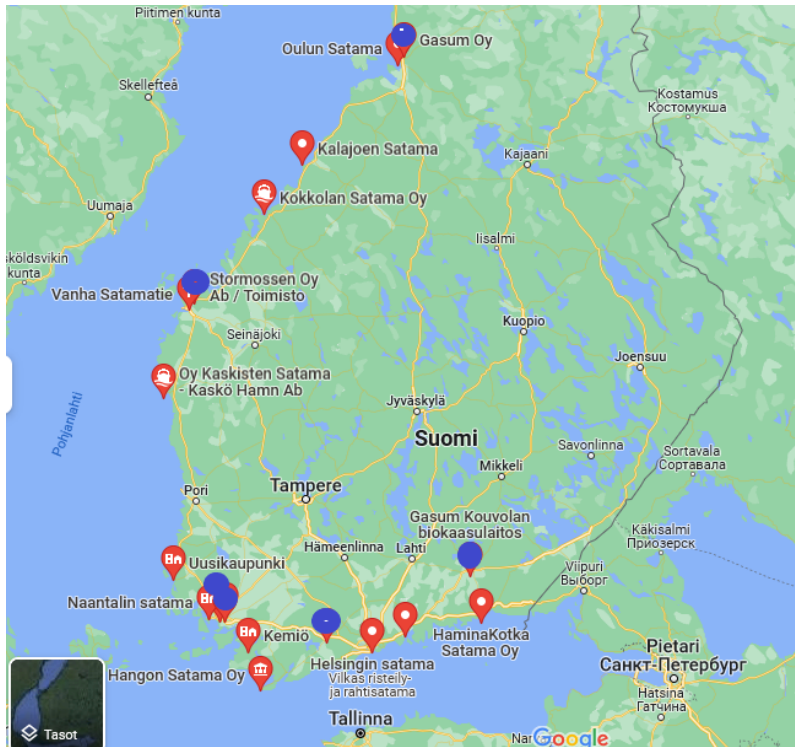 Piitimen kunta
Oulun Satama
Gasum Oy
Skellefteå
Kostamus
Костомукша
Kalajoen Satama
Kajaani
Kokkolan Satama Oy
Uumaja
Iisalmi
sköldsvikin
kunta
Stormossen Oy
Ab / Toimisto
Vanha Satamatie
Kuopio
Seinäjoki
Joensuu
Oy Kaskisten Satama
- Kaskö Hamn Ab
Pohjanlahti
Jyväskylä
Suomi
Savonlinna
Sortavala
Сортавала
Mikkeli
Tampere
Pori
Gasum Kouvolan
biokaasulaitos
Käkisalmi
Приозерск
Hämeenlinna
Lahti
Uusikaupunki
Viipuri
Выборг
Naantalin satama
HaminaKotka
Satama Oy
Kemiö
Helsingin satama
Vilkas risteily-
ja rahtisatama
Pietari
Санкт-Петербург
Hangon Satama Oy
Hatsina
Гатчина
Tallinna
Nar
Google
Tasot